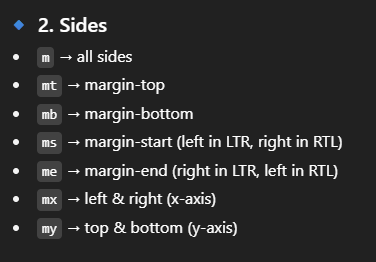 🔹 2. Sides
• m → all sides
• mt → margin-top
• mb → margin-bottom
• ms → margin-start (left in LTR, right in RTL)
• me → margin-end (right in LTR, left in RTL)
• mx → left & right (x-axis)
• my → top & bottom (y-axis)